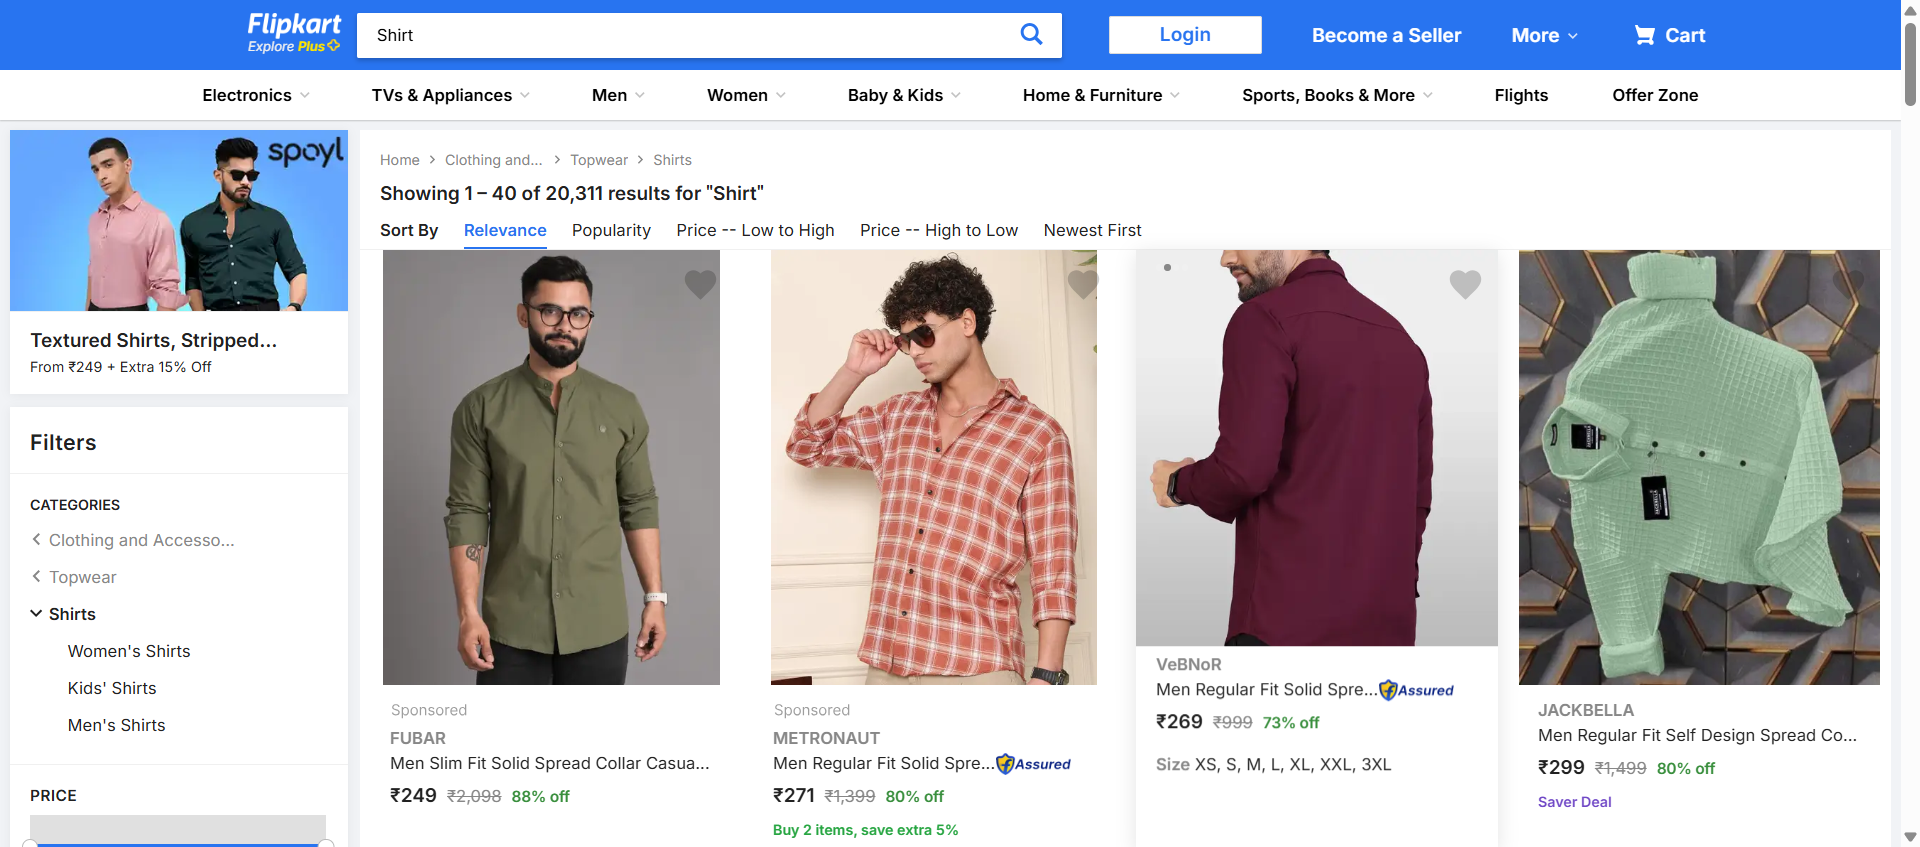 Flipkart
Explore Plus
Shirt
Login
Become a Seller
More
Cart
Electronics
TVs & Appliances
Men
Women
Baby & Kids
Home & Furniture
Sports, Books & More
Flights
Offer Zone
spoyl
Textured Shirts, Stripped...
From ₹249 + Extra 15% Off
Filters
CATEGORIES
Clothing and Accesso...
Topwear
Shirts
Women's Shirts
Kids' Shirts
Men's Shirts
PRICE
Home
Clothing and...
Topwear
Shirts
Showing 1 – 40 of 20,311 results for "Shirt"
Sort By
Relevance
Popularity
Price -- Low to High
Price -- High to Low
Newest First
Sponsored
FUBAR
Men Slim Fit Solid Spread Collar Casua...
₹249 ₹2,098 88% off
Sponsored
METRONAUT
Men Regular Fit Solid Spre... Assured
₹271 ₹1,399 80% off
Buy 2 items, save extra 5%
VeBNoR
Men Regular Fit Solid Spre... Assured
₹269 ₹999 73% off
Size XS, S, M, L, XL, XXL, 3XL
JACKBELLA
Men Regular Fit Self Design Spread Co...
₹299 ₹1,499 80% off
Saver Deal